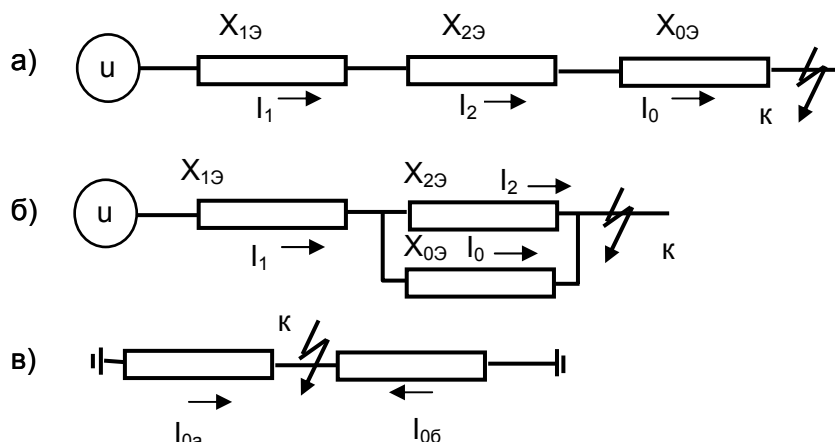 X1Э X2Э X0Э
а) u
I1 I2 I0 к
X1Э X2Э I2
б) u
I1 X0Э I0 к
к
в)
I0а I0б